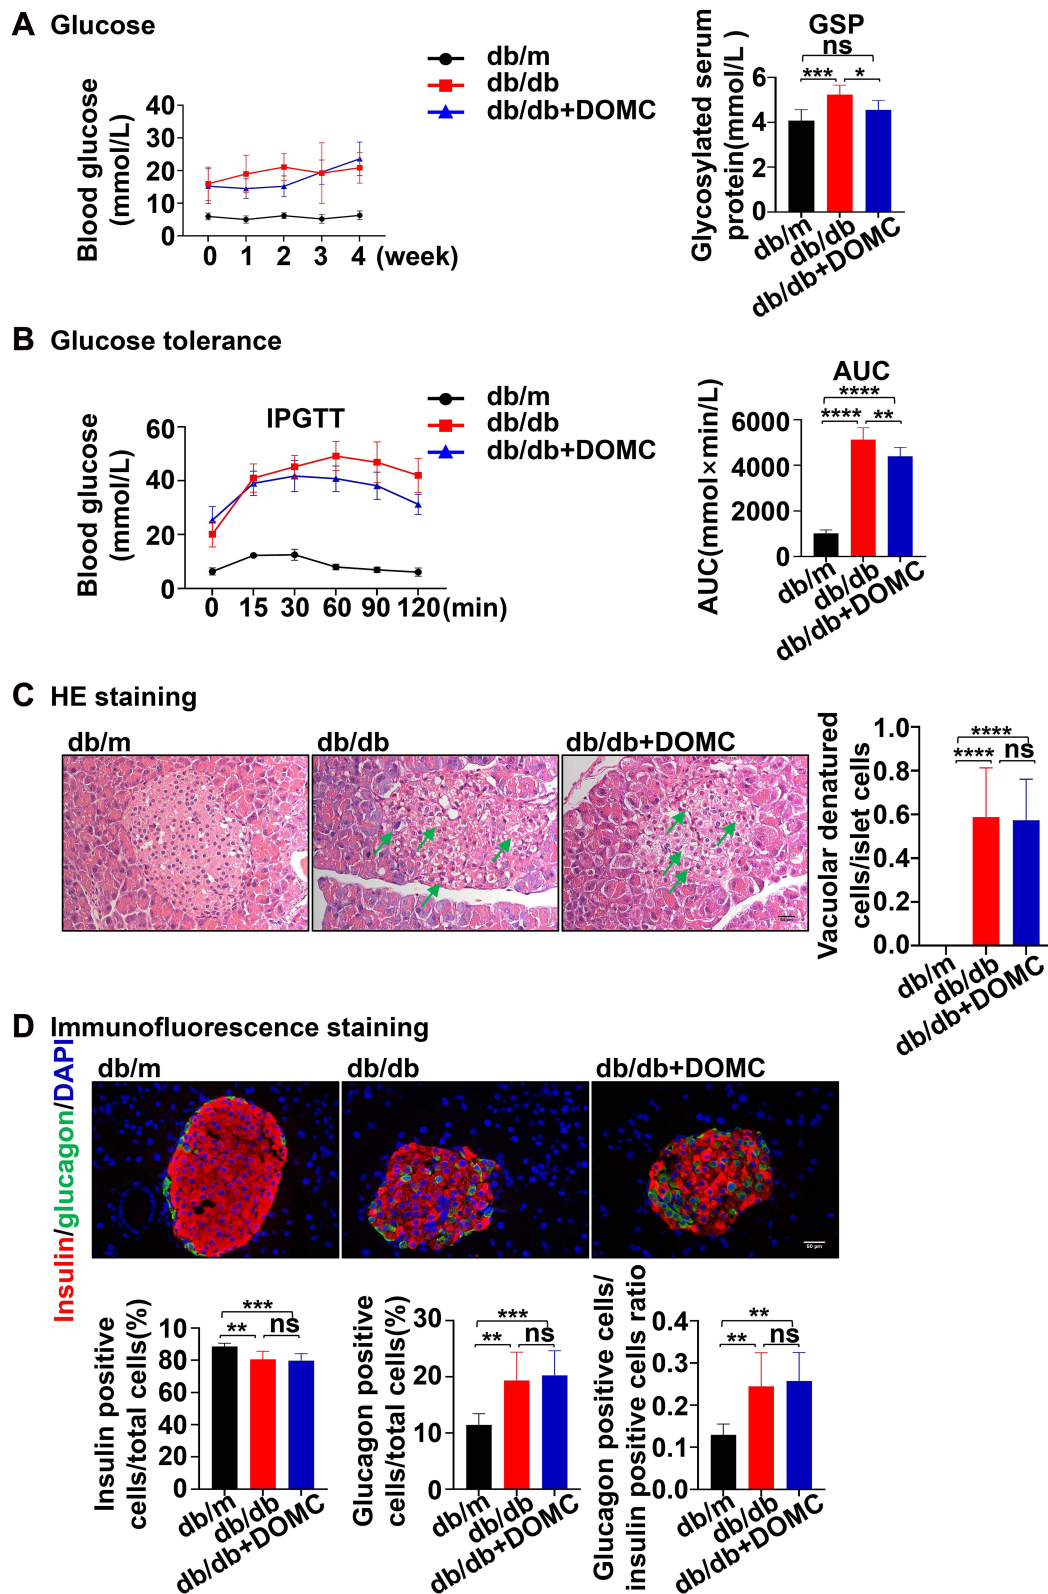 A Glucose
db/m
db/db
db/db+DOMC
Blood glucose
(mmol/L)
40
30
20
10
0
0 1 2 3 4 (week)
GSP
ns
*** *
Glycosylated serum
protein(mmol/L )
6
4
2
0
db/m
db/db
db/db+DOMC
B Glucose tolerance
IPGTT
db/m
db/db
db/db+DOMC
Blood glucose
(mmol/L)
60
40
20
0
0 15 30 60 90 120 (min)
AUC
****
**** **
AUC(mmol×min/L)
6000
4000
2000
0
db/m
db/db
db/db+DOMC
C HE staining
db/m db/db db/db+DOMC
Vacuolar denatured
cells/islet cells
1.0
0.8
0.6
0.4
0.2
0.0
****
**** ns
db/m
db/db
db/db+DOMC
D Immunofluorescence staining
Insulin/glucagon/DAPI
db/m db/db db/db+DOMC
50 μm
Insulin positive
cells/total cells(%)
100
80
60
40
20
0
***
** ns
db/m
db/db
db/db+DOMC
Glucagon positive
cells/total cells(%)
30
20
10
0
***
** ns
db/m
db/db
db/db+DOMC
Glucagon positive cells/
insulin positive cells ratio
0.4
0.3
0.2
0.1
0.0
**
** ns
db/m
db/db
db/db+DOMC